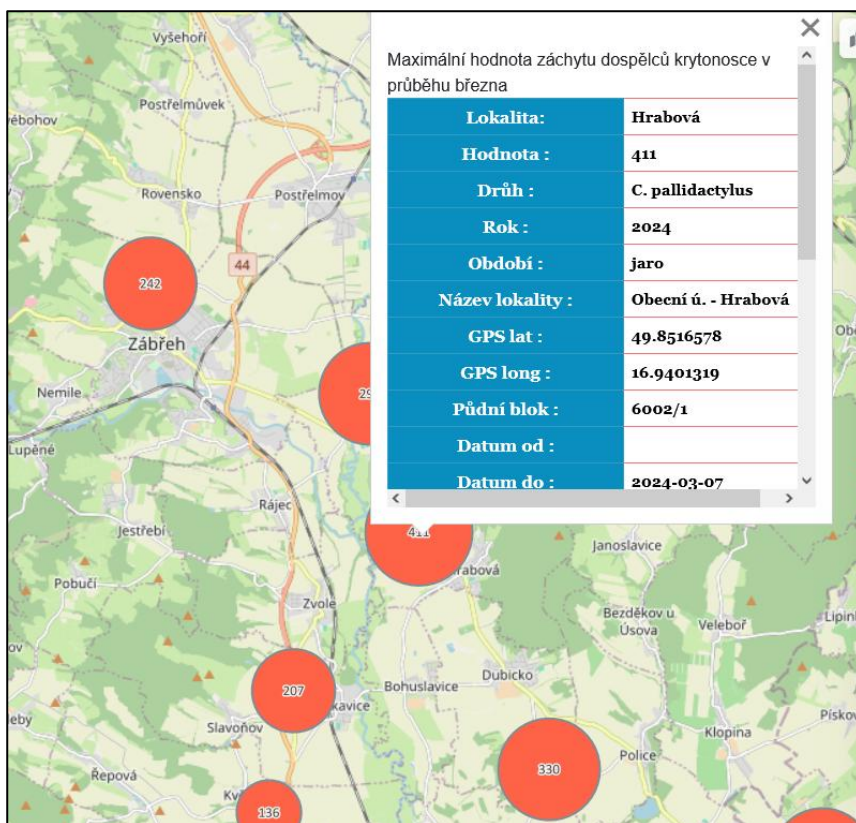 Vyšehoří
Postřelmůvek
Rovensko
Postřelmov
44
242
Zábřeh
Nemile
Lupěné
Rájec
Jestřebí
Pobučí
Zvole
207
Slavoňov
Bohuslavice
Řepová
136
Maximální hodnota záchytu dospělců krytonosce v
průběhu března
Lokalita: Hrabová
Hodnota : 411
Drůh : C. pallidactylus
Rok : 2024
Období : jaro
Název lokality : Obecní ú. - Hrabová
GPS lat : 49.8516578
GPS long : 16.9401319
Půdní blok : 6002/1
Datum od :
Datum do : 2024-03-07
411
Janoslavice
Bezděkov u
Úsova
Veleboř
Dubicko
330
Police
Klopina